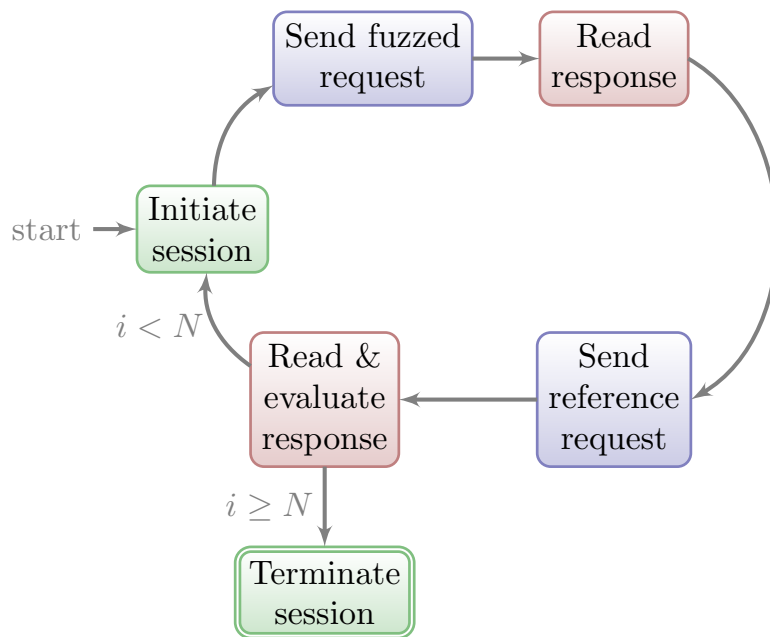 Send fuzzed
request
Read
response
start
Initiate
session
i < N
Read &
evaluate
response
Send
reference
request
i ≥ N
Terminate
session